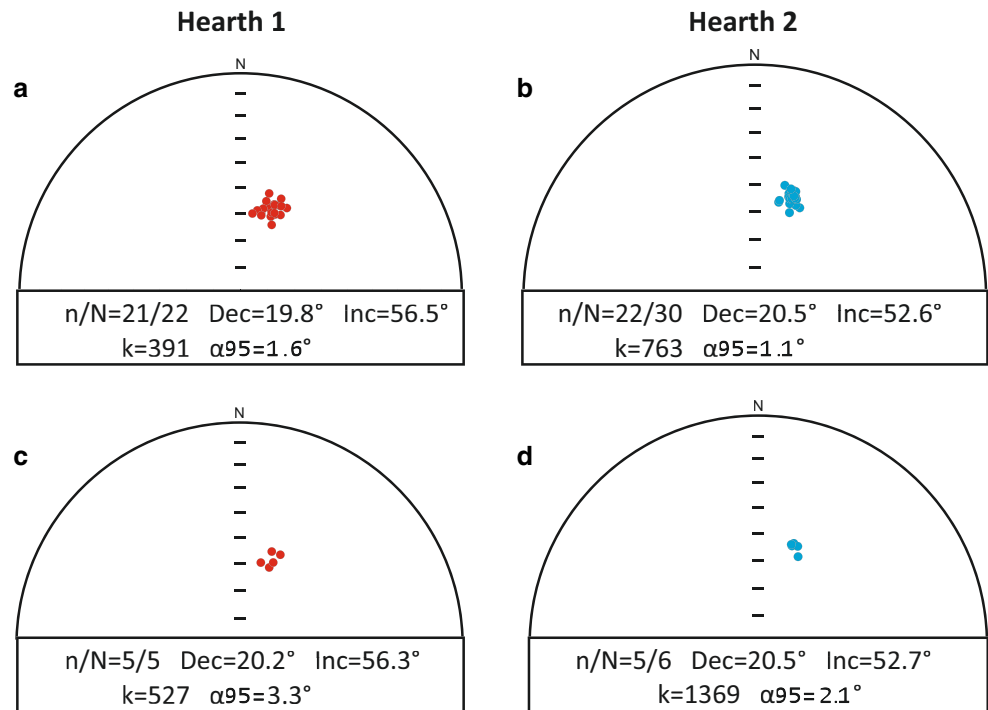 Hearth 1
Hearth 2
a
N
n/N=21/22 Dec=19.8° Inc=56.5°
k=391 α95=1.6°
b
N
n/N=22/30 Dec=20.5° Inc=52.6°
k=763 α95=1.1°
c
N
n/N=5/5 Dec=20.2° Inc=56.3°
k=527 α95=3.3°
d
N
n/N=5/6 Dec=20.5° Inc=52.7°
k=1369 α95=2.1°